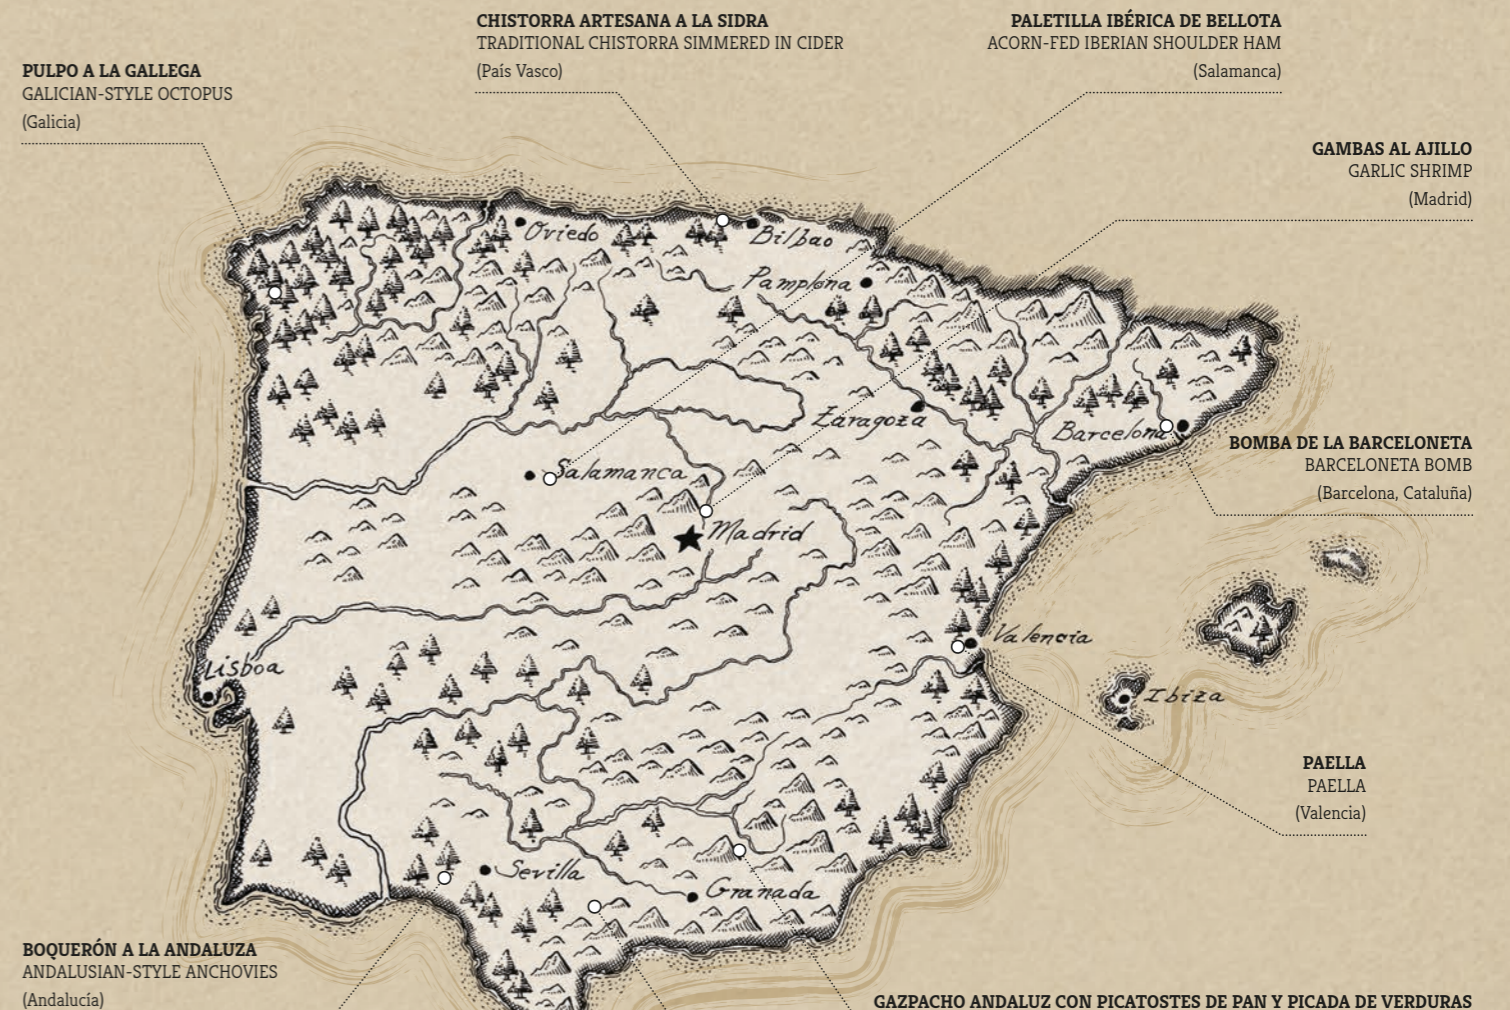 CHISTORRA ARTESANA A LA SIDRA
TRADITIONAL CHISTORRA SIMMERED IN CIDER
(País Vasco)
PALETILLA IBÉRICA DE BELLOTA
ACORN-FED IBERIAN SHOULDER HAM
(Salamanca)
PULPO A LA GALLEGA
GALICIAN-STYLE OCTOPUS
(Galicia)
GAMBAS AL AJILLO
GARLIC SHRIMP
(Madrid)
Oviedo
Bilbao
Pamplona
Zaragoza
Barcelona
BOMBA DE LA BARCELONETA
BARCELONETA BOMB
(Barcelona, Cataluña)
Salamanca
Madrid
Valencia
Lisboa
Ibiza
PAELLA
PAELLA
(Valencia)
Sevilla
Granada
BOQUERÓN A LA ANDALUZA
ANDALUSIAN-STYLE ANCHOVIES
(Andalucía)
GAZPACHO ANDALUZ CON PICATOSTES DE PAN Y PICADA DE VERDURAS